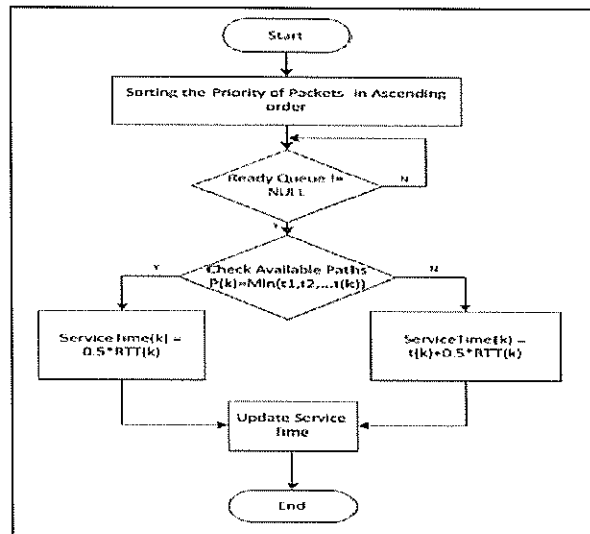 Start
Sorting the Priority of Packets in Ascending
order
Ready Queue !=
NULL
N
Y
Check Available Paths
P(k)=Min(t1,t2,...t(k))
Y
N
ServiceTime(k) =
0.5*RTT(k)
ServiceTime(k) =
t(k)+0.5*RTT(k)
Update Service
Time
End